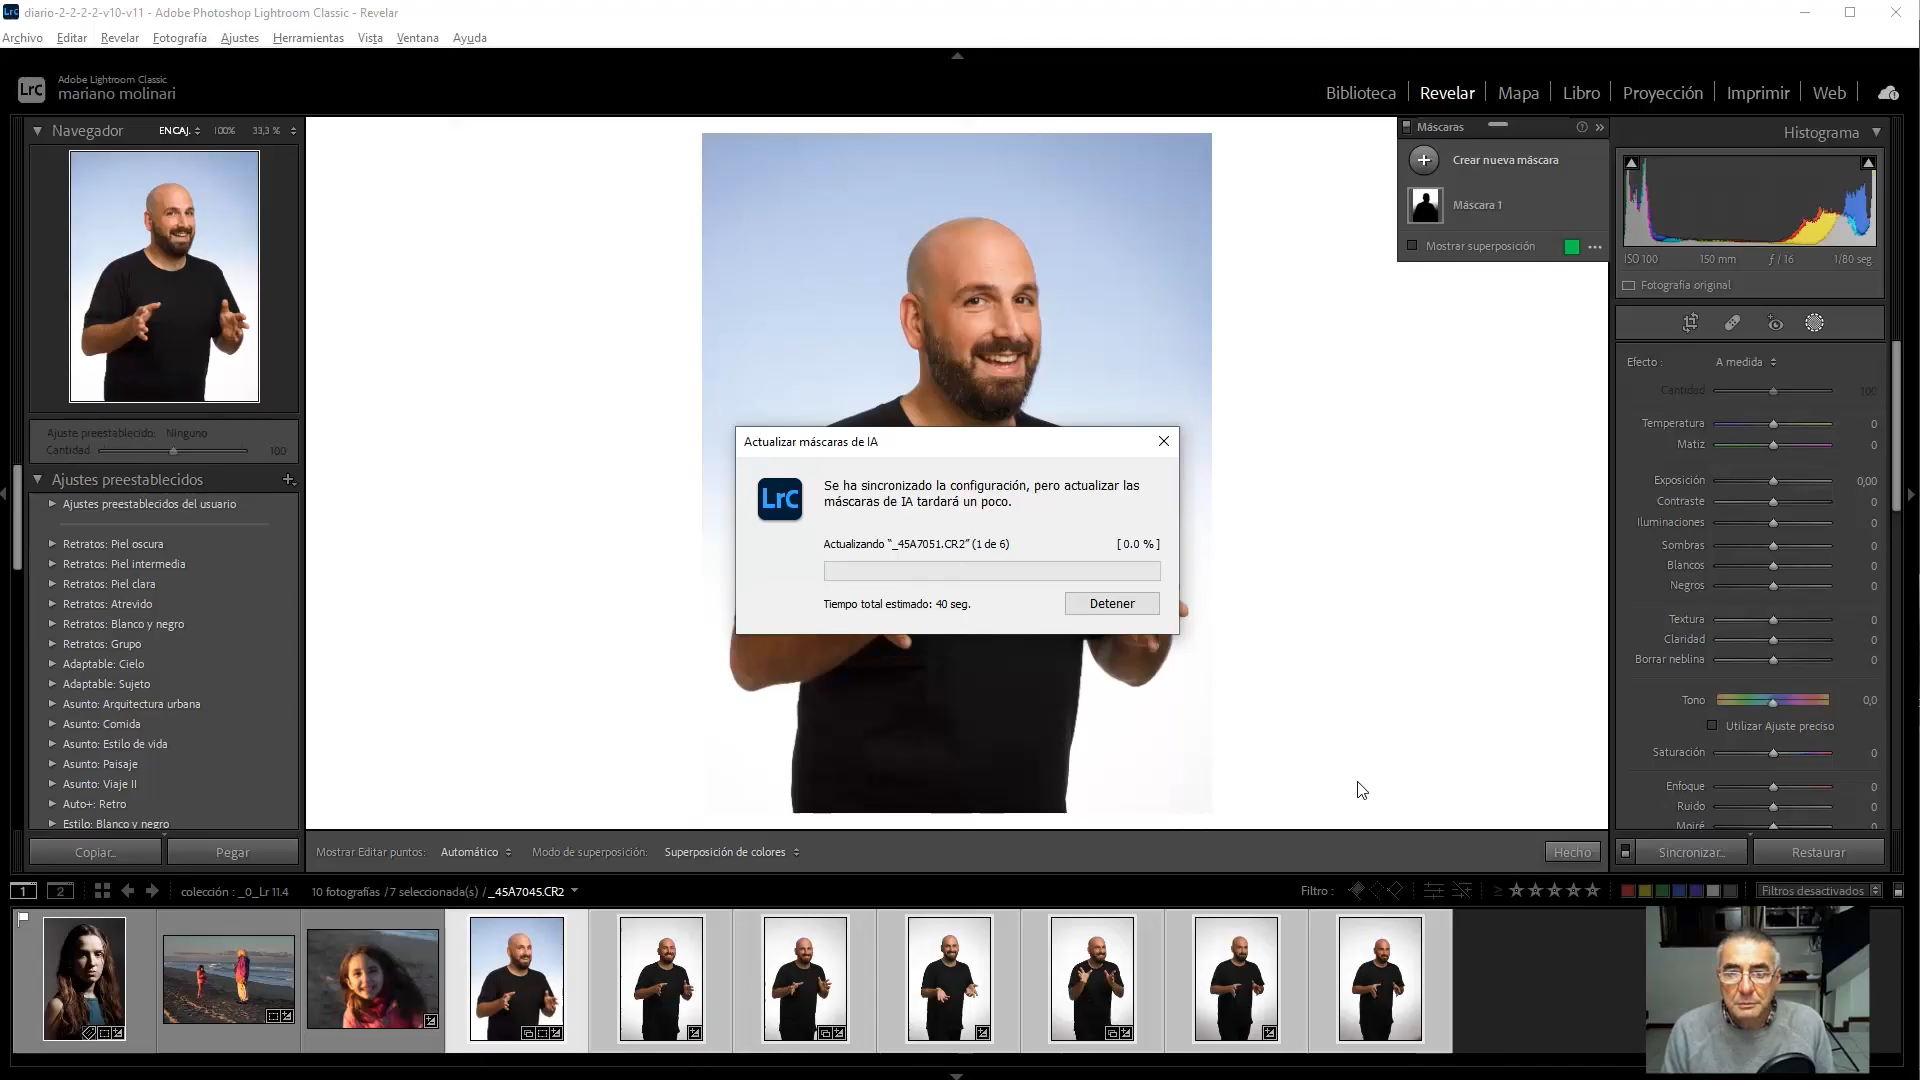 LrC diario-2-2-2-2-v10-v11 - Adobe Photoshop Lightroom Classic - Revelar
Archivo Editar Revelar Fotografía Ajustes Herramientas Vista Ventana Ayuda
LrC
Adobe Lightroom Classic
mariano molinari
Biblioteca Revelar Mapa Libro Proyección Imprimir Web
Navegador ENCAJ. 100% 33,3 %
Ajuste preestablecido: Ninguno
Cantidad 100
Ajustes preestablecidos
Ajustes preestablecidos del usuario
Retratos: Piel oscura
Retratos: Piel intermedia
Retratos: Piel clara
Retratos: Atrevido
Retratos: Blanco y negro
Retratos: Grupo
Adaptable: Cielo
Adaptable: Sujeto
Asunto: Arquitectura urbana
Asunto: Comida
Asunto: Estilo de vida
Asunto: Paisaje
Asunto: Viaje II
Auto+: Retro
Estilo: Blanco y negro
Copiar... Pegar
Máscaras
Crear nueva máscara
Máscara 1
Mostrar superposición
Actualizar máscaras de IA
LrC
Se ha sincronizado la configuración, pero actualizar las
máscaras de IA tardará un poco.
Actualizando “_45A7051.CR2” (1 de 6) [ 0.0 % ]
Tiempo total estimado: 40 seg.
Detener
Histograma
ISO 100 150 mm ƒ / 16 1/80 seg.
Fotografía original
Efecto : A medida
Cantidad 100
Temperatura 0
Matiz 0
Exposición 0,00
Contraste 0
Iluminaciones 0
Sombras 0
Blancos 0
Negros 0
Textura 0
Claridad 0
Borrar neblina 0
Tono 0,0
Utilizar Ajuste preciso
Saturación 0
Enfoque 0
Ruido 0
Moiré 0
Mostrar Editar puntos: Automático Modo de superposición: Superposición de colores Hecho
Sincronizar... Restaurar
1 2 colección : _0_Lr 11.4 10 fotografías /7 seleccionada(s) /_45A7045.CR2
Filtro : ≥ Filtros desactivados